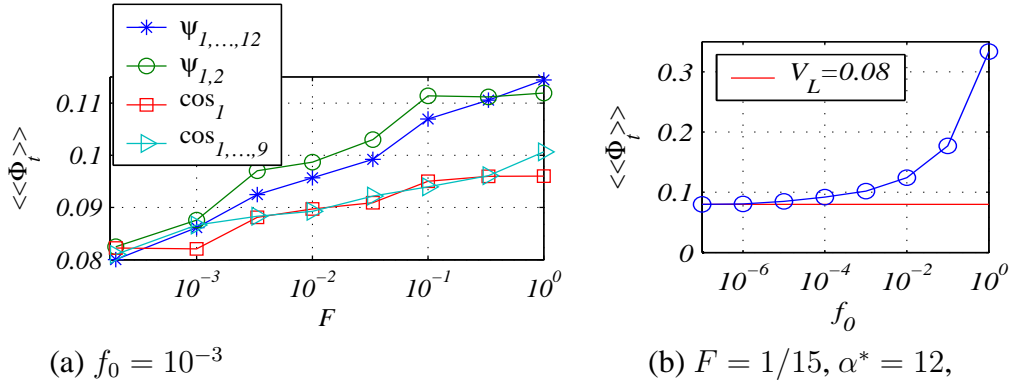 ψ1,...,12
ψ1,2
cos1
cos1,...,9
<<Φt>>
0.11
0.1
0.09
0.08
10^-3
10^-2
10^-1
10^0
F
(a) f0 = 10^-3
VL=0.08
<<Φt>>
0.3
0.2
0.1
0
10^-6
10^-4
10^-2
10^0
f0
(b) F = 1/15, α* = 12,